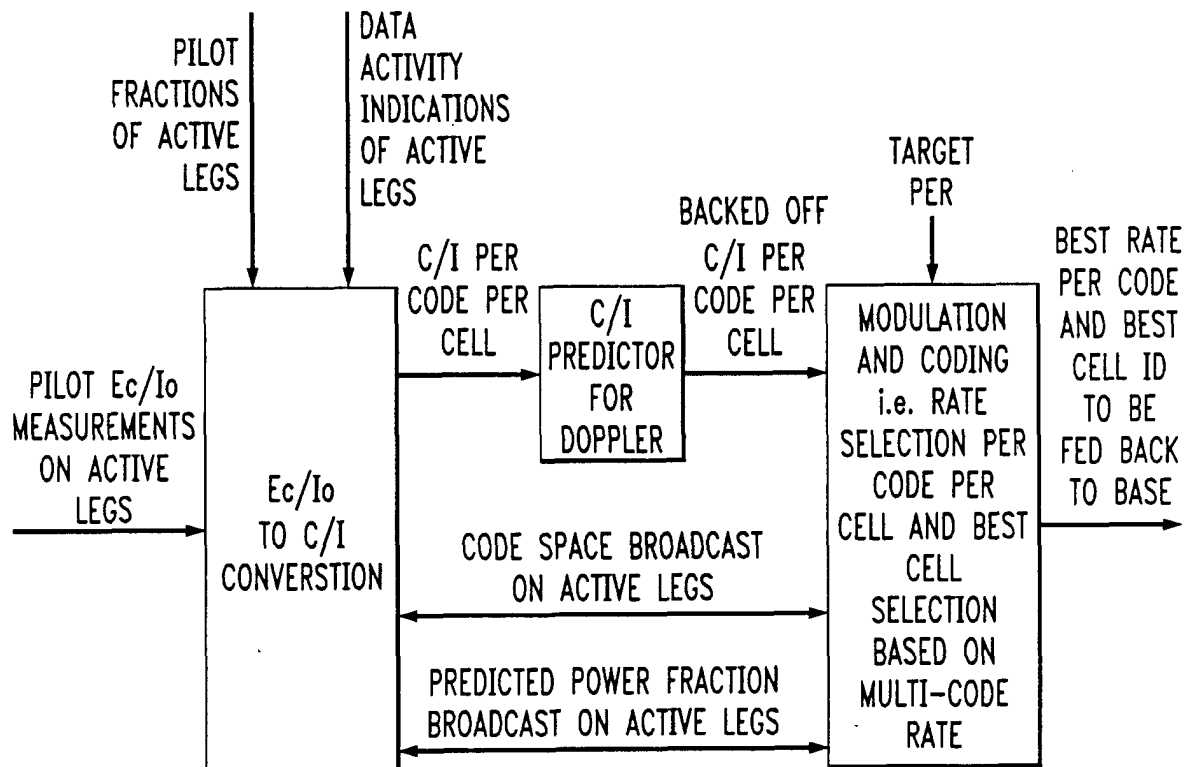 PILOT
FRACTIONS
OF ACTIVE
LEGS
DATA
ACTIVITY
INDICATIONS
OF ACTIVE
LEGS
TARGET
PER
PILOT Ec/Io
MEASUREMENTS
ON ACTIVE
LEGS
Ec/Io
TO C/I
CONVERSTION
C/I PER
CODE PER
CELL
C/I
PREDICTOR
FOR
DOPPLER
BACKED OFF
C/I PER
CODE PER
CELL
CODE SPACE BROADCAST
ON ACTIVE LEGS
PREDICTED POWER FRACTION
BROADCAST ON ACTIVE LEGS
MODULATION
AND CODING
i.e. RATE
SELECTION PER
CODE PER
CELL AND BEST
CELL
SELECTION
BASED ON
MULTI-CODE
RATE
BEST RATE
PER CODE
AND BEST
CELL ID
TO BE
FED BACK
TO BASE